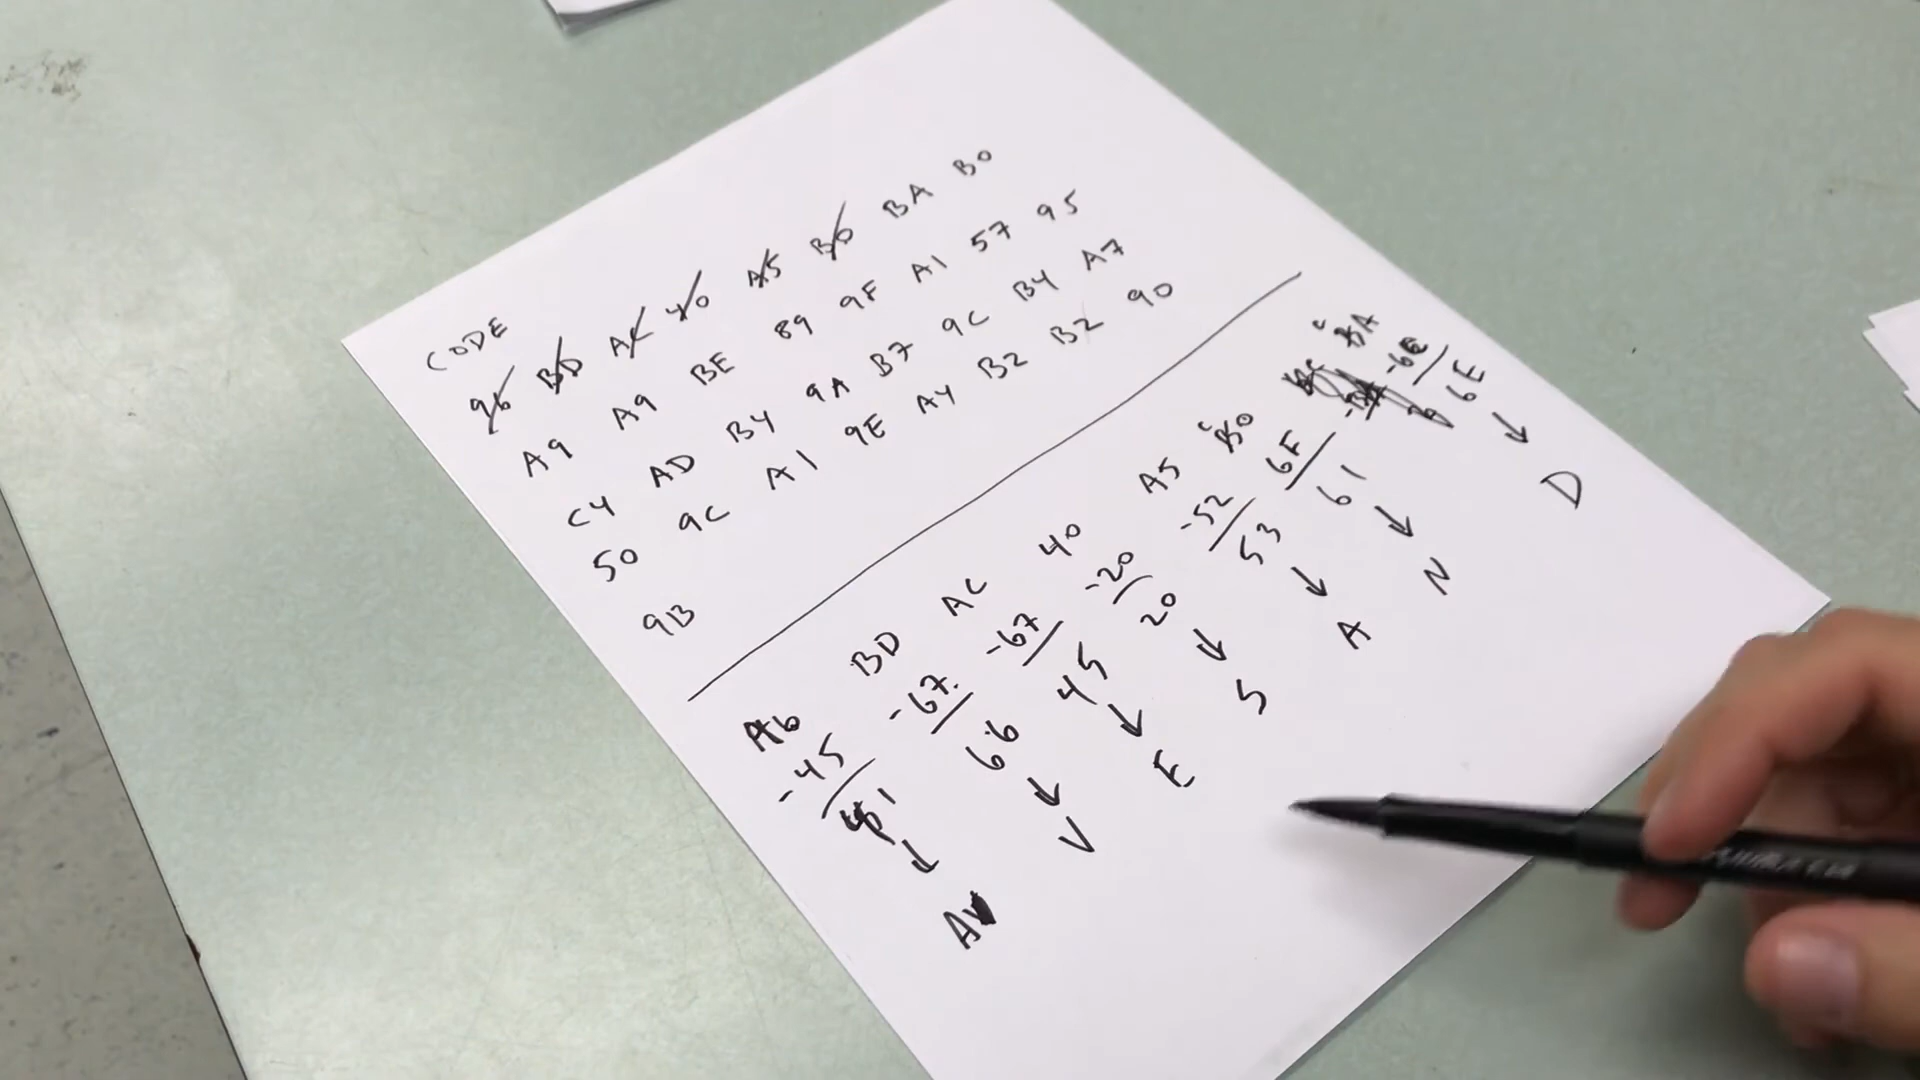 CODE
96 BD AC 40 A5 B0 BA B0
A9 A9 BE 89 9F A1 57 95
C4 AD B4 9A B7 9C B4 A7
50 9C A1 9E A4 B2 B2 90
9B
A6 BD AC 40 A5 B0 BA
-45 -67 -67 -20 -52 6F -6E
66 45 20 53 61 6E
A V E S A N D